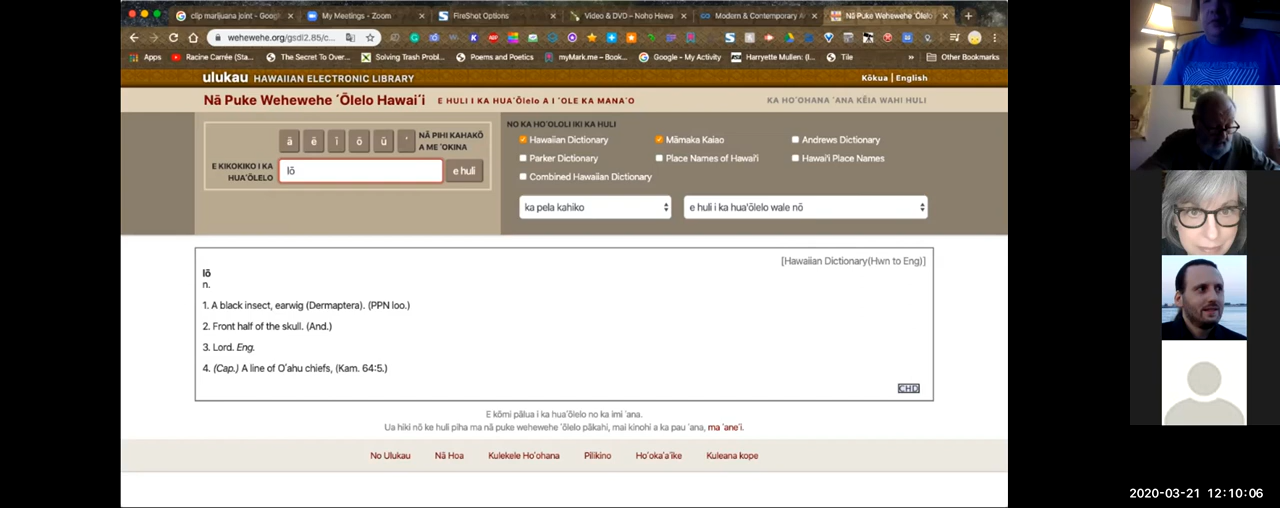 clip marijuana joint - Goog
My Meetings - Zoom
FireShot Options
Video & DVD – Noho Hewa
Modern & Contemporary A
Nā Puke Wehewehe ʻŌlelo
wehewehe.org/gsdl2.85/c...
Apps
Racine Carrée (Sta...
The Secret To Over...
Solving Trash Probl...
Poems and Poetics
myMark.me – Book...
Google - My Activity
Harryette Mullen: (I...
Tile
»
Other Bookmarks
ulukau HAWAIIAN ELECTRONIC LIBRARY
Kōkua | English
Nā Puke Wehewehe ʻŌlelo Hawaiʻi
E HULI I KA HUAʻŌlelo A I ʻOLE KA MANAʻO
KA HOʻOHANA ʻANA KĒIA WAHI HULI
ā ē ī ō ū ʻ
NĀ PIHI KAHAKŌ
A ME ʻOKINA
E KIKOKIKO I KA
HUAʻŌLELO
lō
e huli
NO KA HOʻOLOLI IKI KA HULI
Hawaiian Dictionary
Māmaka Kaiao
Andrews Dictionary
Parker Dictionary
Place Names of Hawaiʻi
Hawaiʻi Place Names
Combined Hawaiian Dictionary
ka pela kahiko
e huli i ka huaʻōlelo wale nō
[Hawaiian Dictionary(Hwn to Eng)]
lō
n.
1. A black insect, earwig (Dermaptera). (PPN loo.)
2. Front half of the skull. (And.)
3. Lord. Eng.
4. (Cap.) A line of Oʻahu chiefs, (Kam. 64:5.)
CHD
E kōmi pālua i ka huaʻōlelo no ka imi ʻana.
Ua hiki nō ke huli piha ma nā puke wehewehe ʻōlelo pākahi, mai kinohi a ka pau ʻana, ma ʻaneʻi.
No Ulukau
Nā Hoa
Kulekele Hoʻohana
Pilikino
Hoʻokaʻaʻike
Kuleana kope
2020-03-21 12:10:06